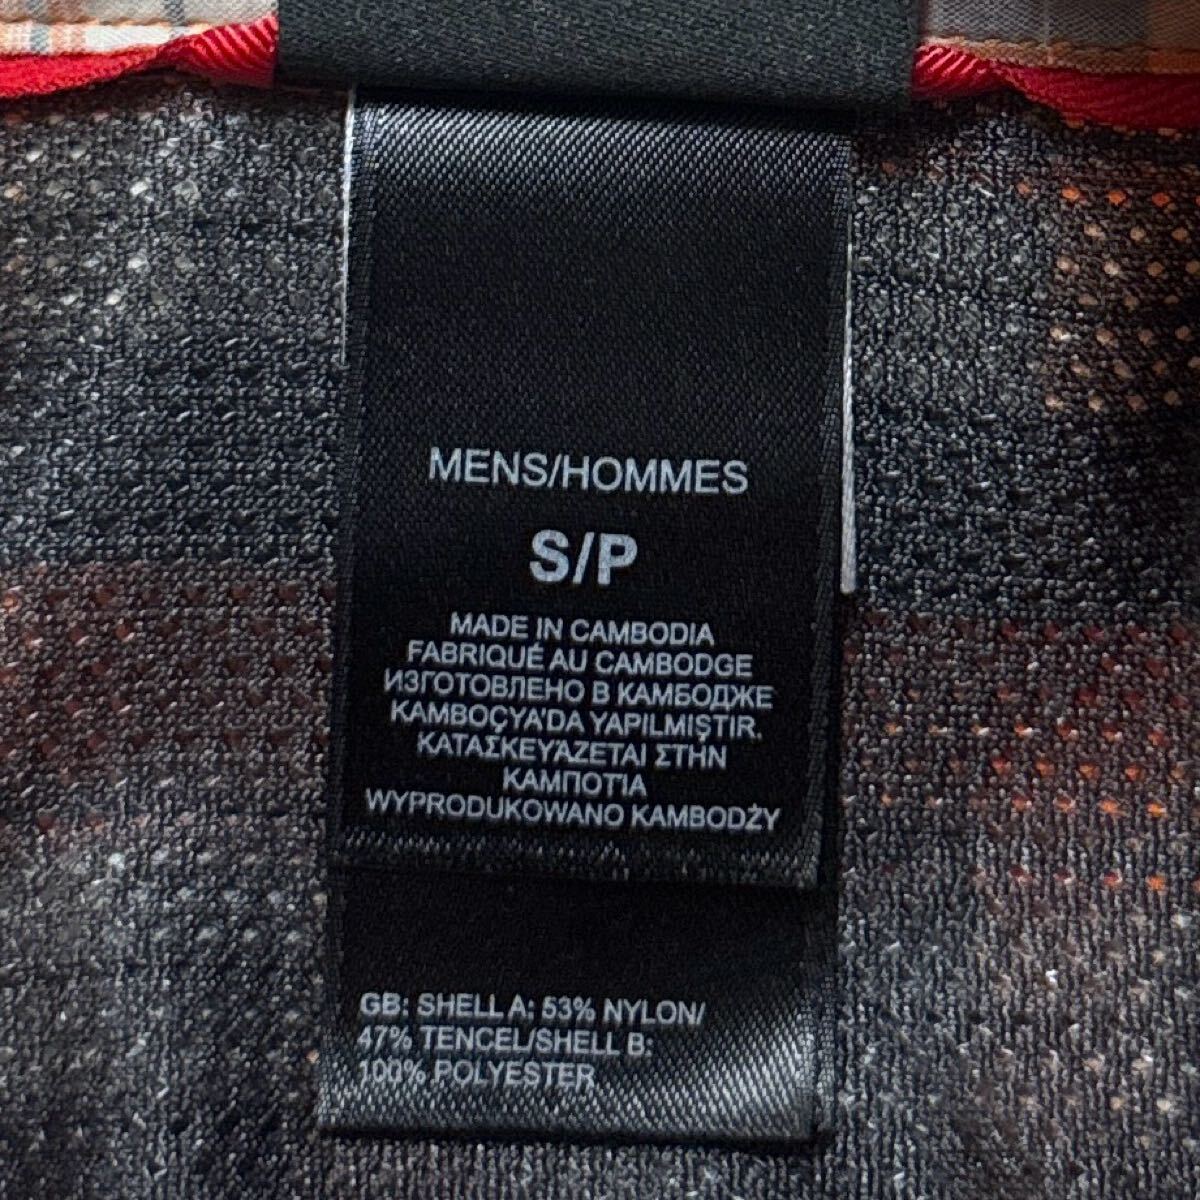 MENS/HOMMES
S/P
MADE IN CAMBODIA
FABRIQUÉ AU CAMBODGE
ИЗГОТОВЛЕНО В КАМБОДЖЕ
KAMBOÇYA'DA YAPILMIŞTIR.
ΚΑΤΑΣΚΕΥΑΖΕΤΑΙ ΣΤΗΝ
ΚΑΜΠΟΤΊΑ
WYPRODUKOWANO KAMBODŻY
GB: SHELL A: 53% NYLON/
47% TENCEL/SHELL B:
100% POLYESTER